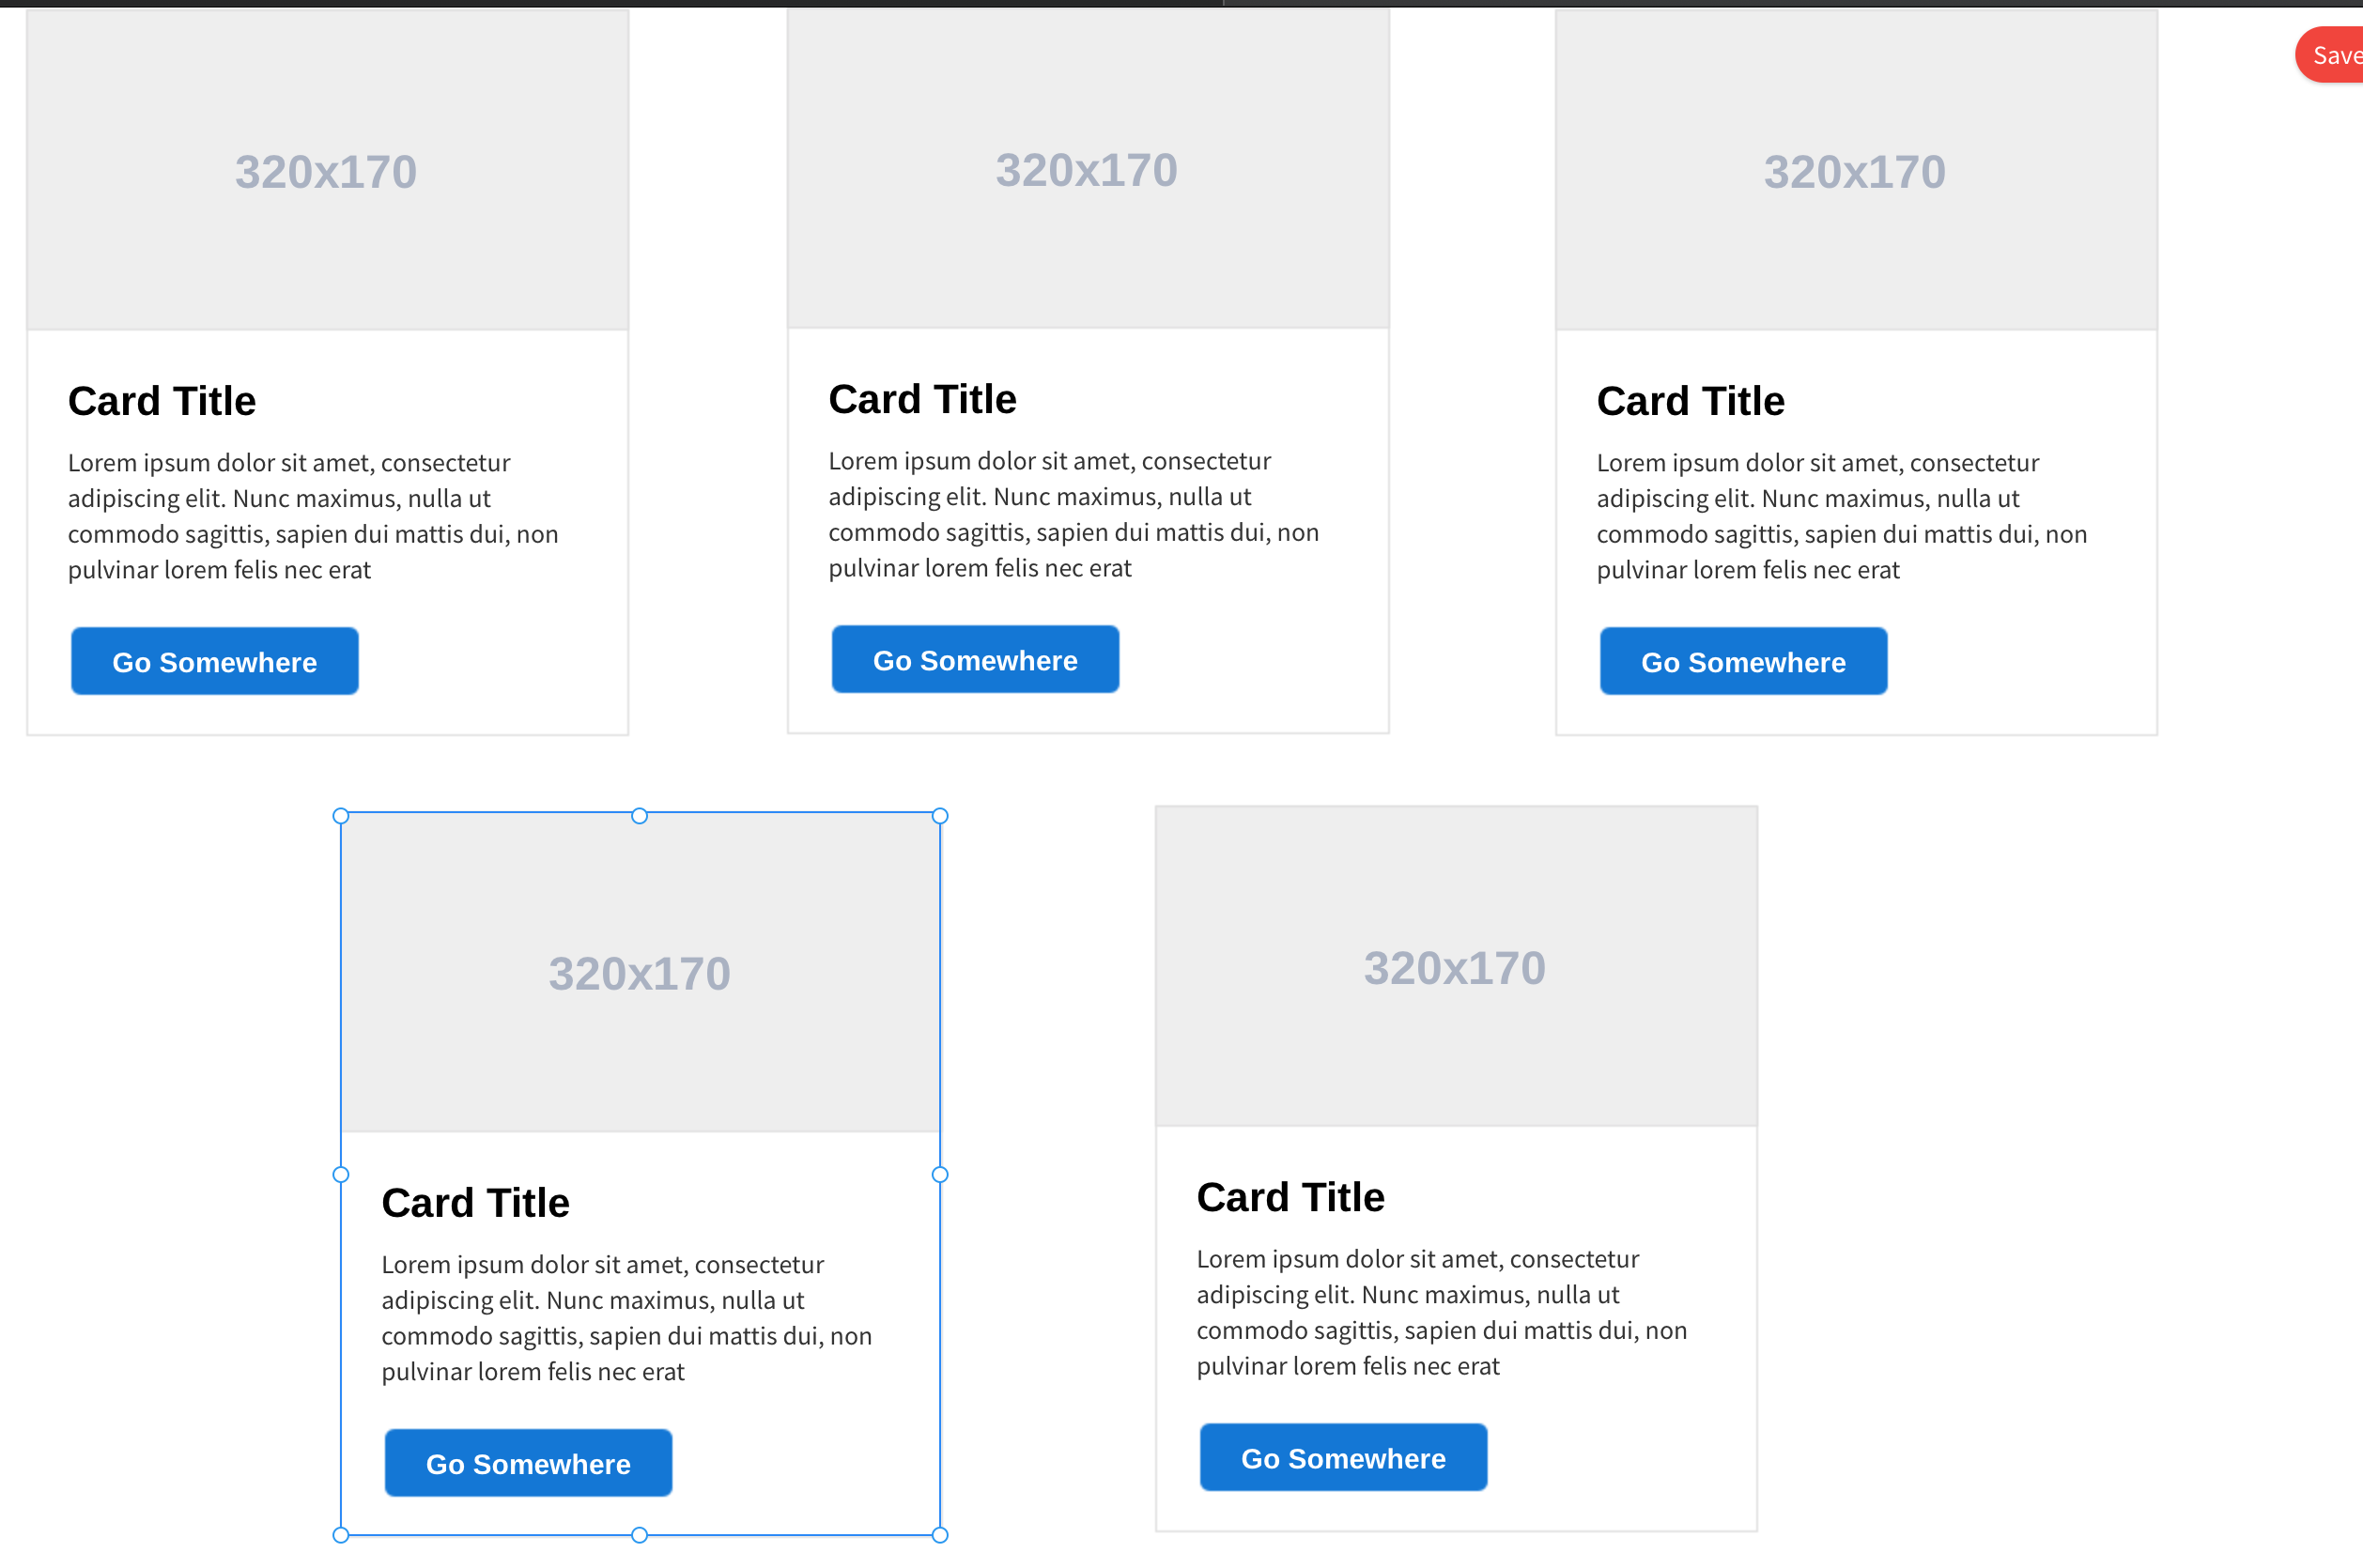 Save
320x170
Card Title
Lorem ipsum dolor sit amet, consectetur
adipiscing elit. Nunc maximus, nulla ut
commodo sagittis, sapien dui mattis dui, non
pulvinar lorem felis nec erat
Go Somewhere
320x170
Card Title
Lorem ipsum dolor sit amet, consectetur
adipiscing elit. Nunc maximus, nulla ut
commodo sagittis, sapien dui mattis dui, non
pulvinar lorem felis nec erat
Go Somewhere
320x170
Card Title
Lorem ipsum dolor sit amet, consectetur
adipiscing elit. Nunc maximus, nulla ut
commodo sagittis, sapien dui mattis dui, non
pulvinar lorem felis nec erat
Go Somewhere
320x170
Card Title
Lorem ipsum dolor sit amet, consectetur
adipiscing elit. Nunc maximus, nulla ut
commodo sagittis, sapien dui mattis dui, non
pulvinar lorem felis nec erat
Go Somewhere
320x170
Card Title
Lorem ipsum dolor sit amet, consectetur
adipiscing elit. Nunc maximus, nulla ut
commodo sagittis, sapien dui mattis dui, non
pulvinar lorem felis nec erat
Go Somewhere